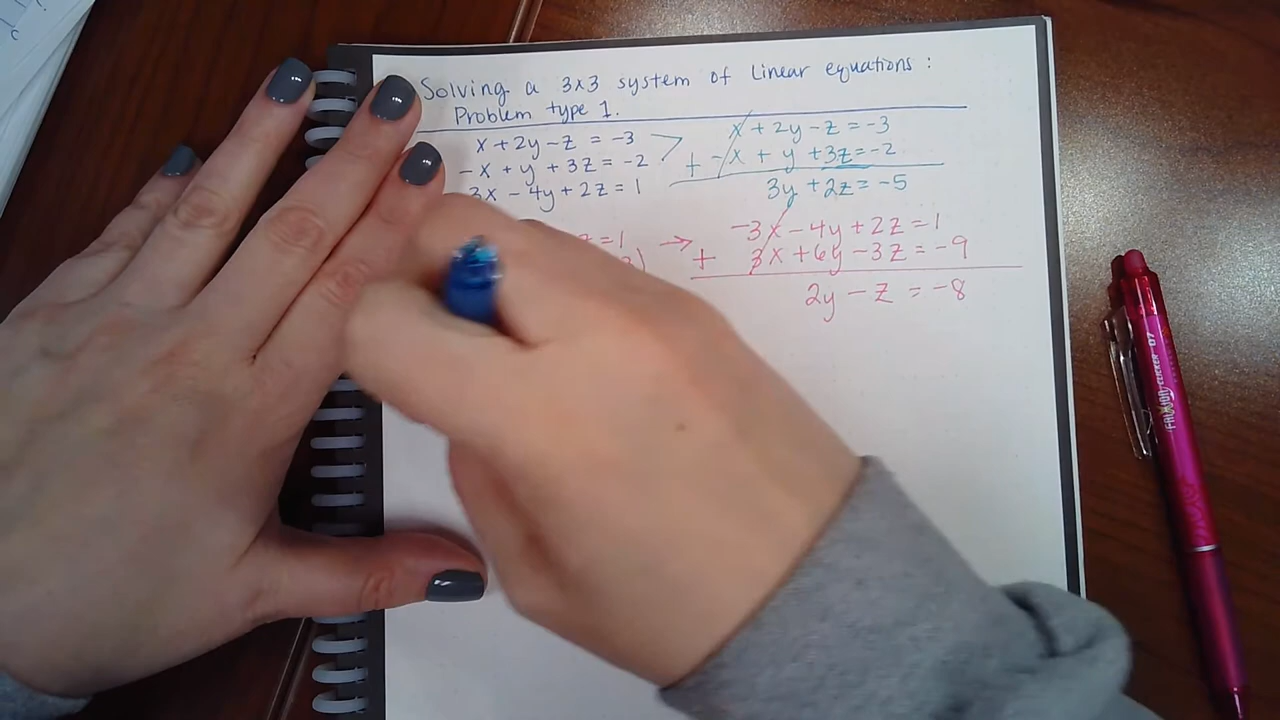 Solving a 3x3 system of linear equations :
Problem type 1.
x + 2y - z = -3
-x + y + 3z = -2
3x - 4y + 2z = 1
x + 2y - z = -3
+ -x + y + 3z = -2
3y + 2z = -5
=1
→
-3x - 4y + 2z = 1
+ 3x + 6y - 3z = -9
2y - z = -8
FRIXION CLICKER 07